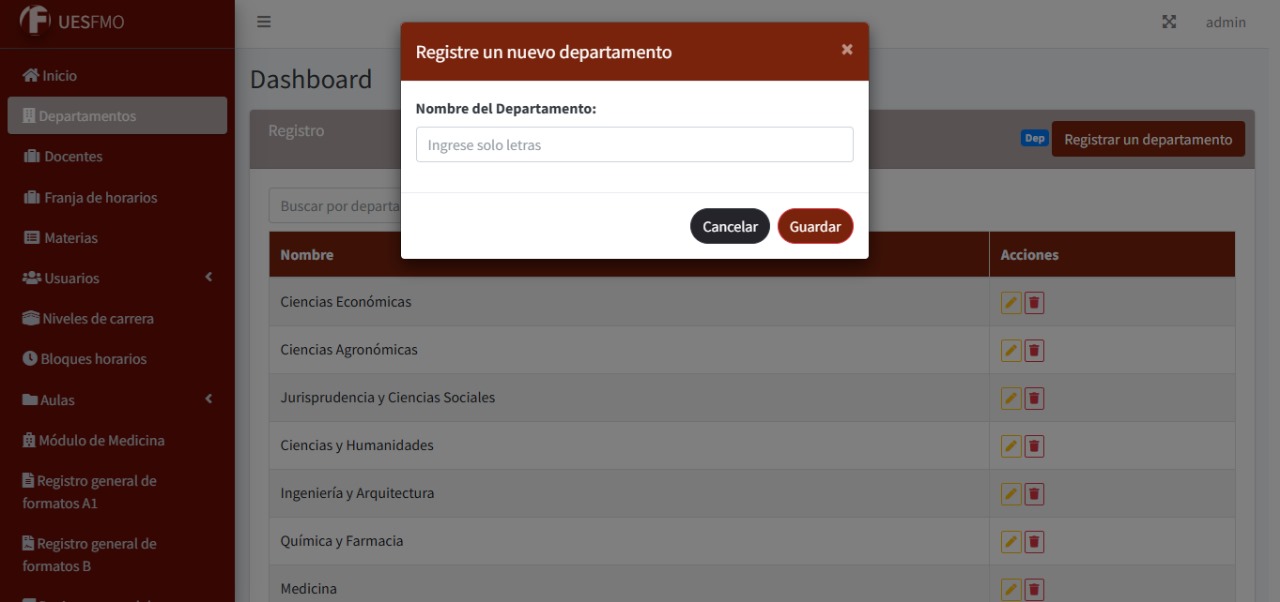 UESFMO
admin
Registre un nuevo departamento
×
Inicio
Dashboard
Nombre del Departamento:
Departamentos
Registro
Dep
Registrar un departamento
Ingrese solo letras
Docentes
Franja de horarios
Buscar por departa
Cancelar
Guardar
Materias
Nombre
Acciones
Usuarios
Ciencias Económicas
Niveles de carrera
Ciencias Agronómicas
Bloques horarios
Jurisprudencia y Ciencias Sociales
Aulas
Módulo de Medicina
Ciencias y Humanidades
Registro general de
formatos A1
Ingeniería y Arquitectura
Registro general de
formatos B
Química y Farmacia
Medicina